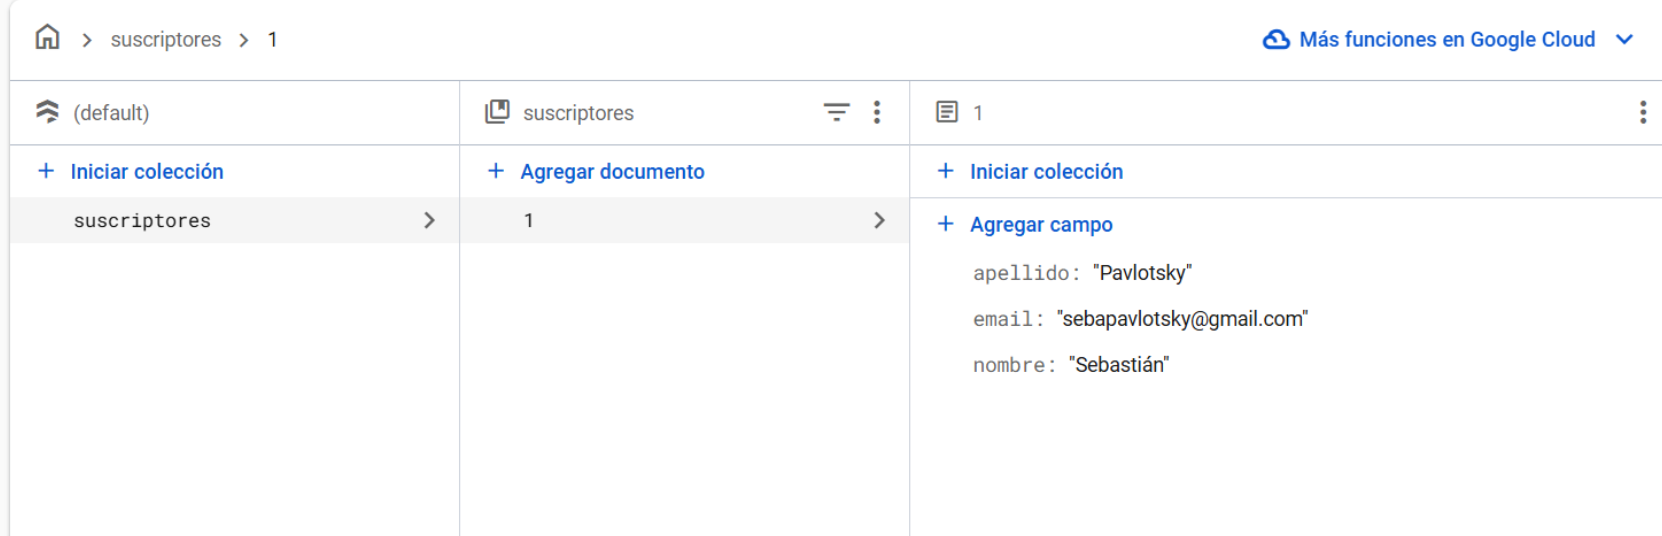 suscriptores 1
Más funciones en Google Cloud
(default)
suscriptores
1
Iniciar colección
Agregar documento
Iniciar colección
suscriptores
1
Agregar campo
apellido: "Pavlotsky"
email: "sebapavlotsky@gmail.com"
nombre: "Sebastián"